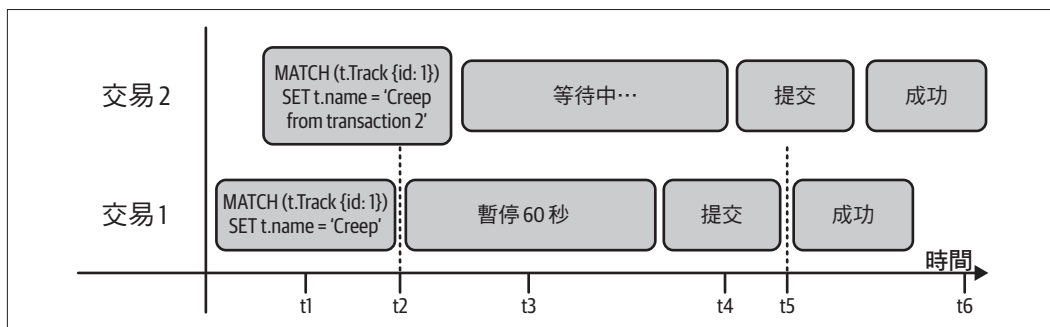 交易 2
MATCH (t.Track {id: 1})
SET t.name = ‘Creep
from transaction 2’
等待中…
提交
成功
交易 1
MATCH (t.Track {id: 1})
SET t.name = ‘Creep’
暫停 60 秒
提交
成功
時間
t1 t2 t3 t4 t5 t6